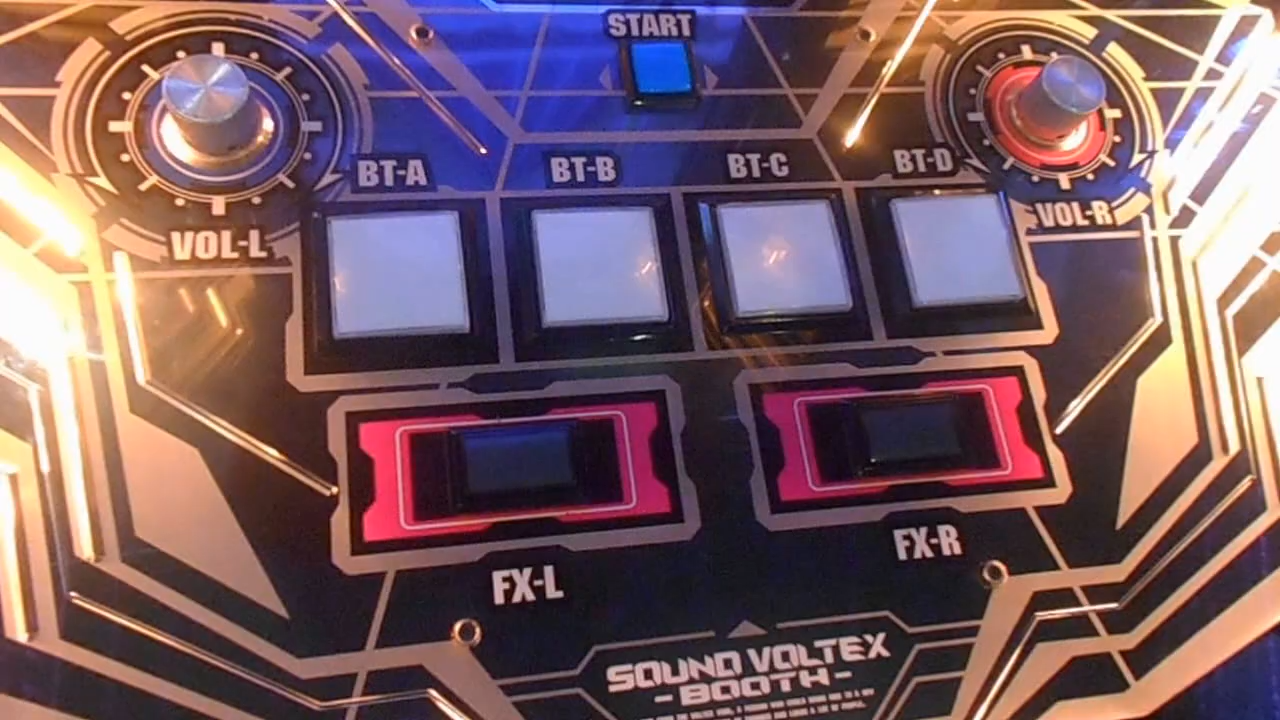 START
BT-A
BT-B
BT-C
BT-D
VOL-L
VOL-R
FX-L
FX-R
SOUND VOLTEX
-BOOTH-